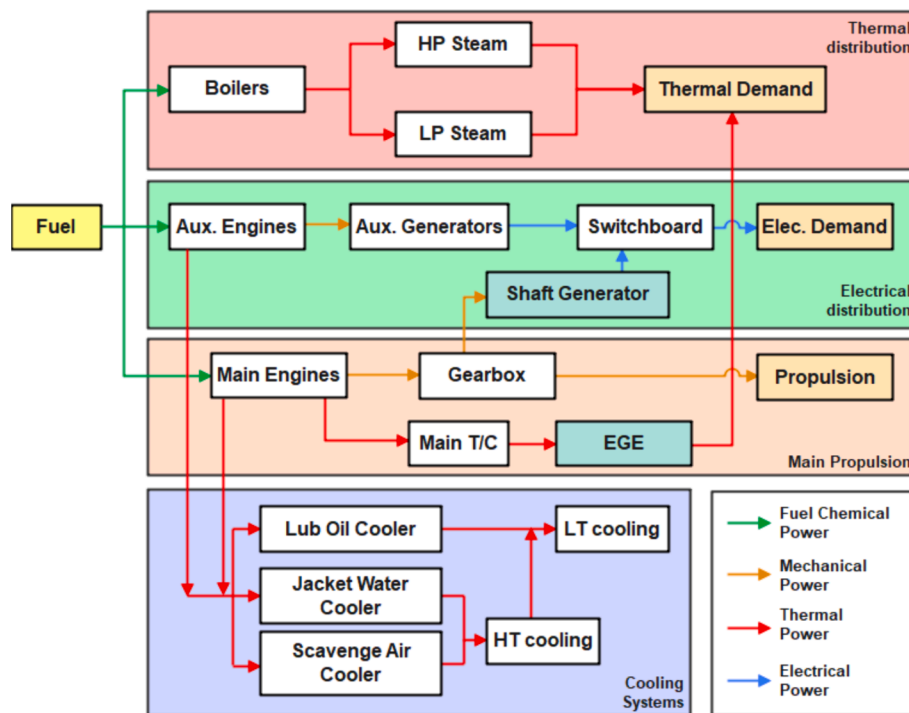 Thermal
distribution
HP Steam
Boilers
Thermal Demand
LP Steam
Fuel
Aux. Engines
Aux. Generators
Switchboard
Elec. Demand
Shaft Generator
Electrical
distribution
Main Engines
Gearbox
Propulsion
Main T/C
EGE
Main Propulsion
Lub Oil Cooler
LT cooling
Jacket Water
Cooler
HT cooling
Scavenge Air
Cooler
Cooling
Systems
Fuel Chemical
Power
Mechanical
Power
Thermal
Power
Electrical
Power